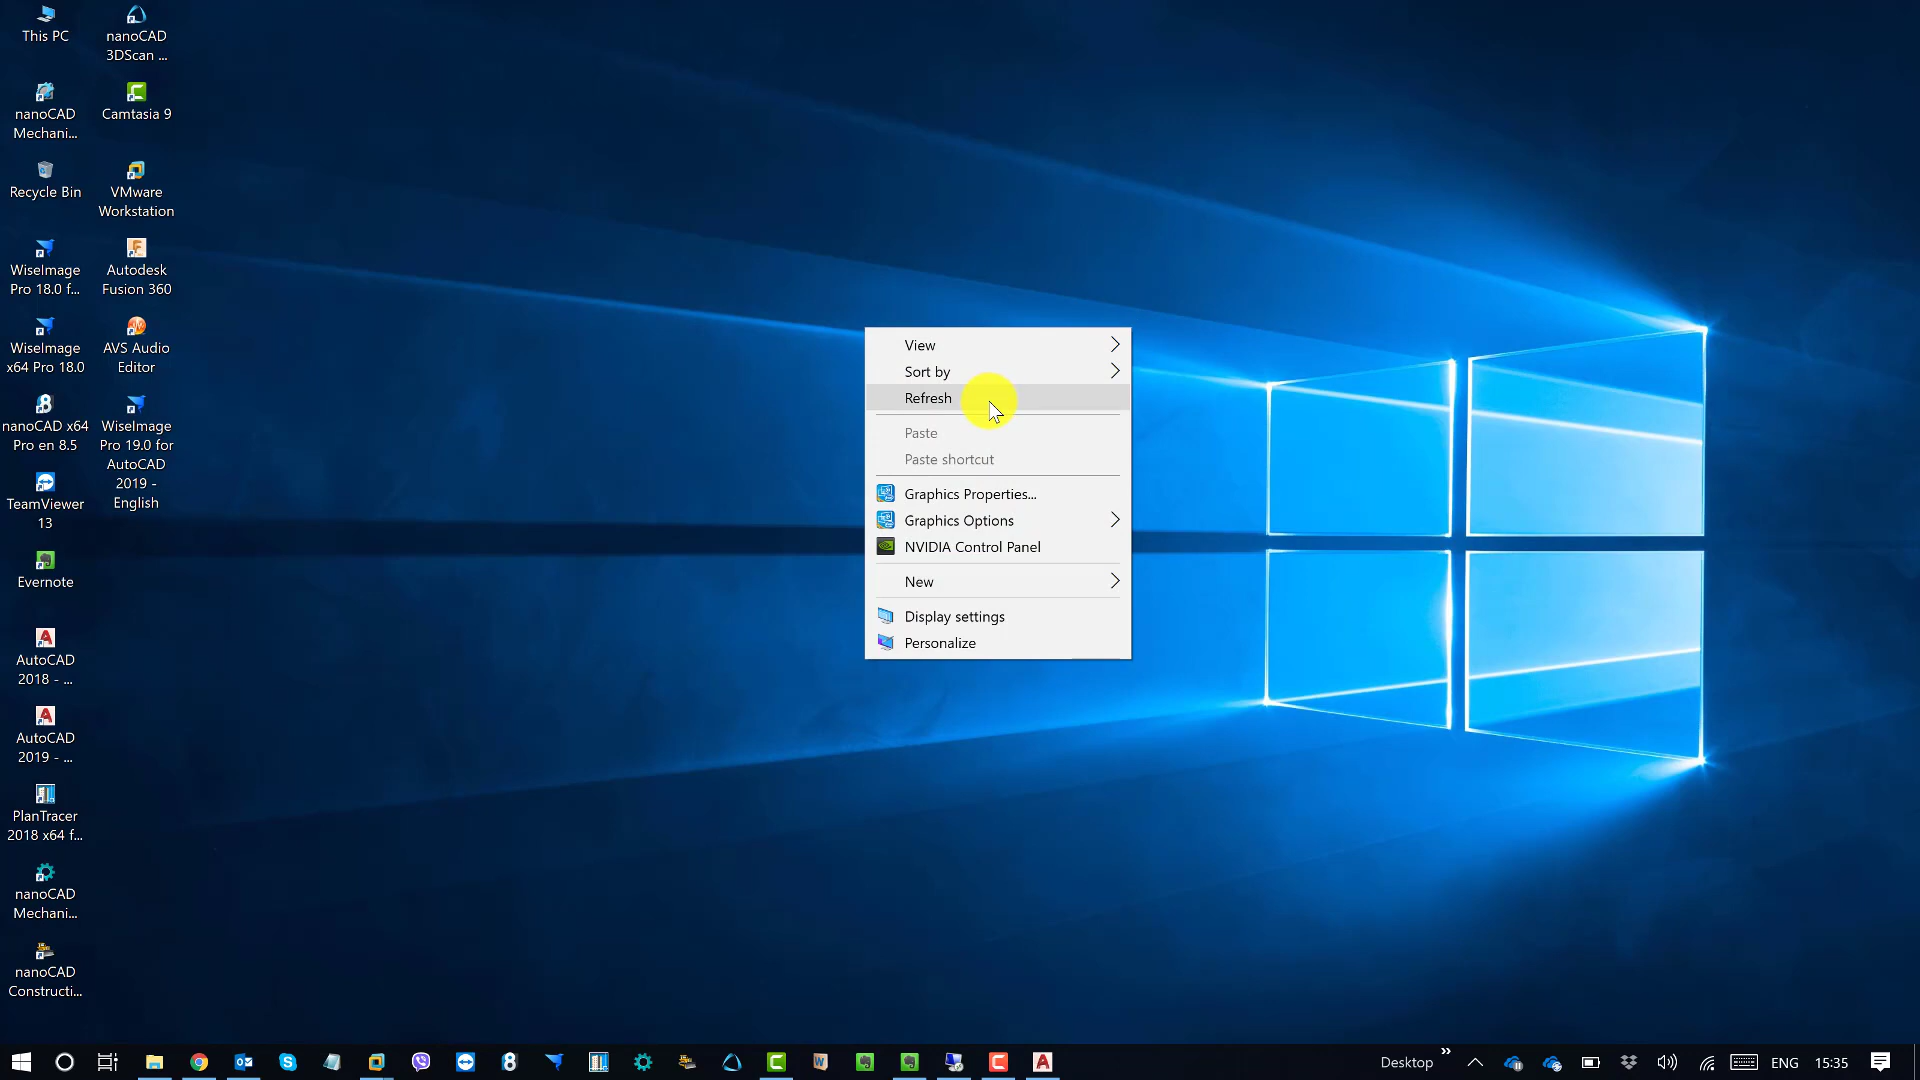 This PC
nanoCAD
3DScan ...
nanoCAD
Mechani...
Camtasia 9
Recycle Bin
VMware
Workstation
WiseImage
Pro 18.0 f...
Autodesk
Fusion 360
WiseImage
x64 Pro 18.0
AVS Audio
Editor
nanoCAD x64
Pro en 8.5
WiseImage
Pro 19.0 for
AutoCAD
2019 -
English
TeamViewer
13
Evernote
AutoCAD
2018 - ...
AutoCAD
2019 - ...
PlanTracer
2018 x64 f...
nanoCAD
Mechani...
nanoCAD
Constructi...
View
Sort by
Refresh
Paste
Paste shortcut
Graphics Properties...
Graphics Options
NVIDIA Control Panel
New
Display settings
Personalize
Desktop
ENG
15:35